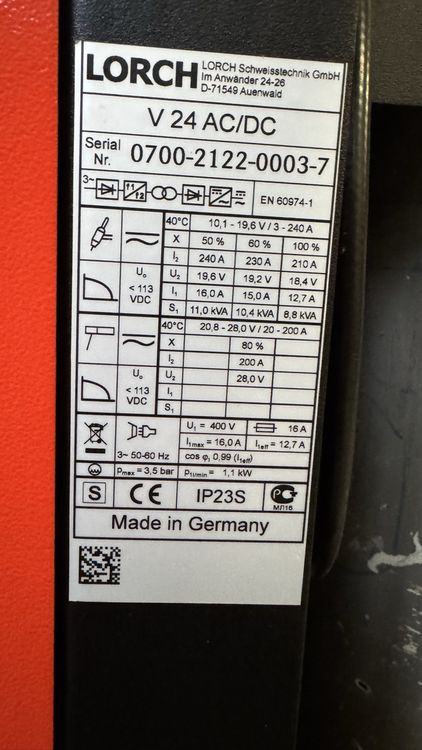 LORCH
LORCH Schweisstechnik GmbH
Im Anwänder 24-26
D-71549 Auenwald
V 24 AC/DC
Serial Nr. 0700-2122-0003-7
3~ f1 f2 EN 60974-1
40°C 10,1 - 19,6 V / 3 - 240 A
X 50 % 60 % 100 %
I2 240 A 230 A 210 A
U0 < 113 VDC
U2 19,6 V 19,2 V 18,4 V
I1 16,0 A 15,0 A 12,7 A
S1 11,0 kVA 10,4 kVA 8,8 kVA
40°C 20,8 - 28,0 V / 20 - 200 A
X 80 %
I2 200 A
U0 < 113 VDC
U2 28,0 V
I1
S1
3~ 50-60 Hz
U1 = 400 V 16 A
I1max = 16,0 A I1eff = 12,7 A
cos φ, 0,99 (I1eff)
pmax = 3,5 bar P1l/min = 1,1 kW
S CE IP23S МЛ16
Made in Germany